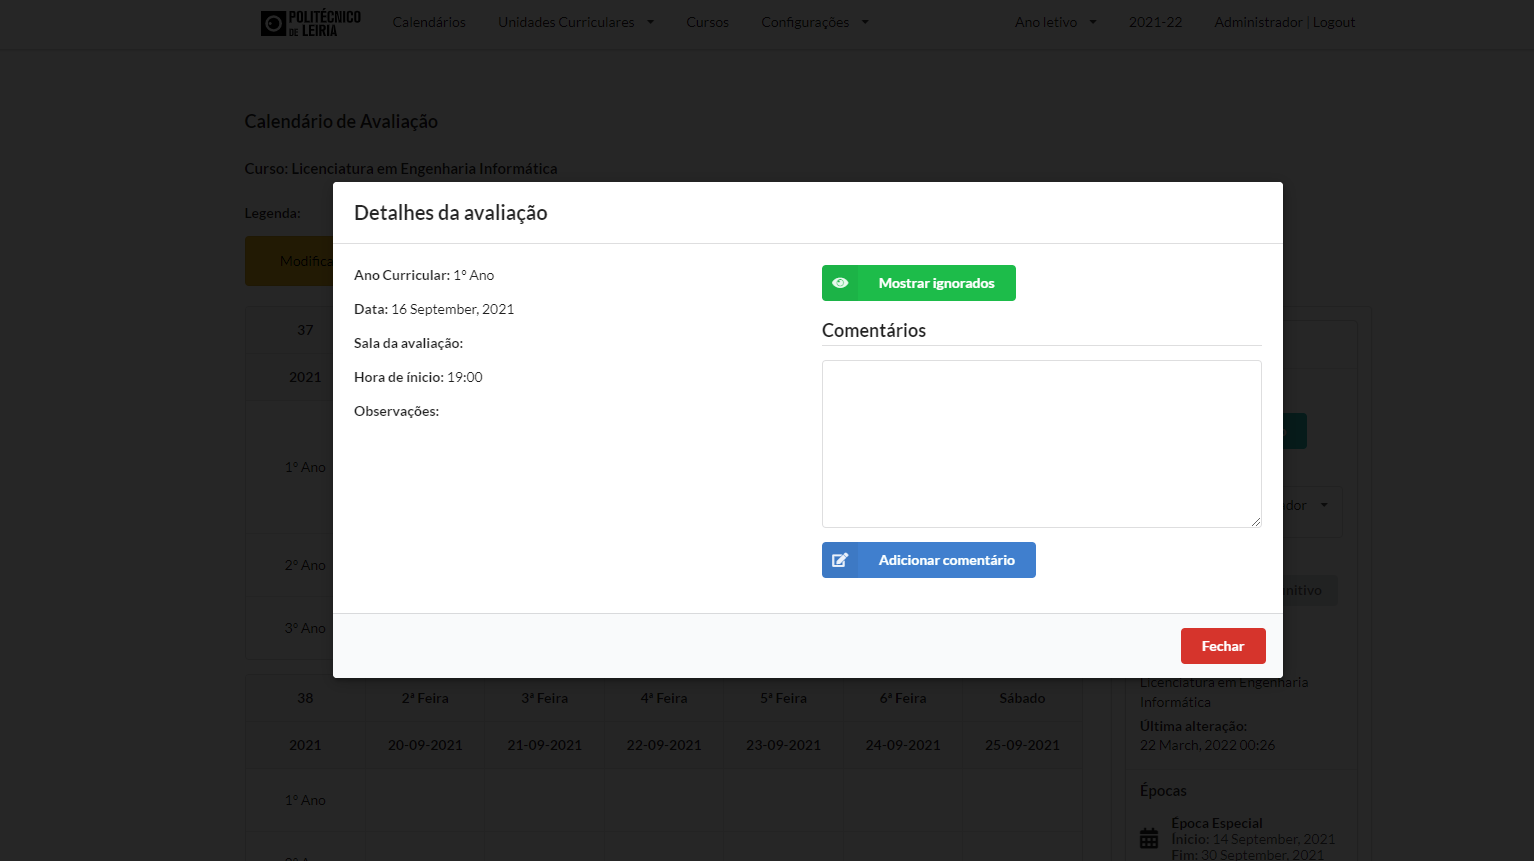 POLITÉCNICO
DE LEIRIA
Calendários
Unidades Curriculares
Cursos
Configurações
Ano letivo
2021-22
Administrador | Logout
Calendário de Avaliação
Curso: Licenciatura em Engenharia Informática
Legenda:
Detalhes da avaliação
Ano Curricular: 1º Ano
Data: 16 September, 2021
Sala da avaliação:
Hora de ínicio: 19:00
Observações:
Mostrar ignorados
Comentários
Adicionar comentário
Fechar
37
2021
1º Ano
2º Ano
3º Ano
38 2ª Feira 3ª Feira 4ª Feira 5ª Feira 6ª Feira Sábado
2021 20-09-2021 21-09-2021 22-09-2021 23-09-2021 24-09-2021 25-09-2021
1º Ano
Licenciatura em Engenharia
Informática
Última alteração:
22 March, 2022 00:26
Épocas
Época Especial
Ínicio: 14 September, 2021
Fim: 30 September, 2021